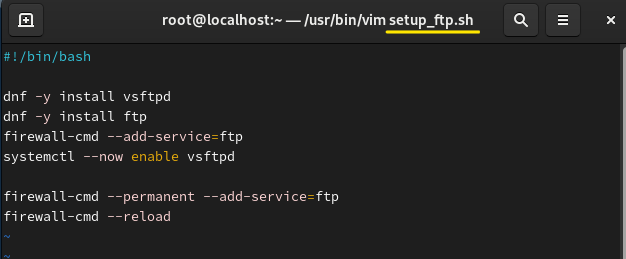 root@localhost:~ — /usr/bin/vim setup_ftp.sh
#!/bin/bash
dnf -y install vsftpd
dnf -y install ftp
firewall-cmd --add-service=ftp
systemctl --now enable vsftpd
firewall-cmd --permanent --add-service=ftp
firewall-cmd --reload
~
~